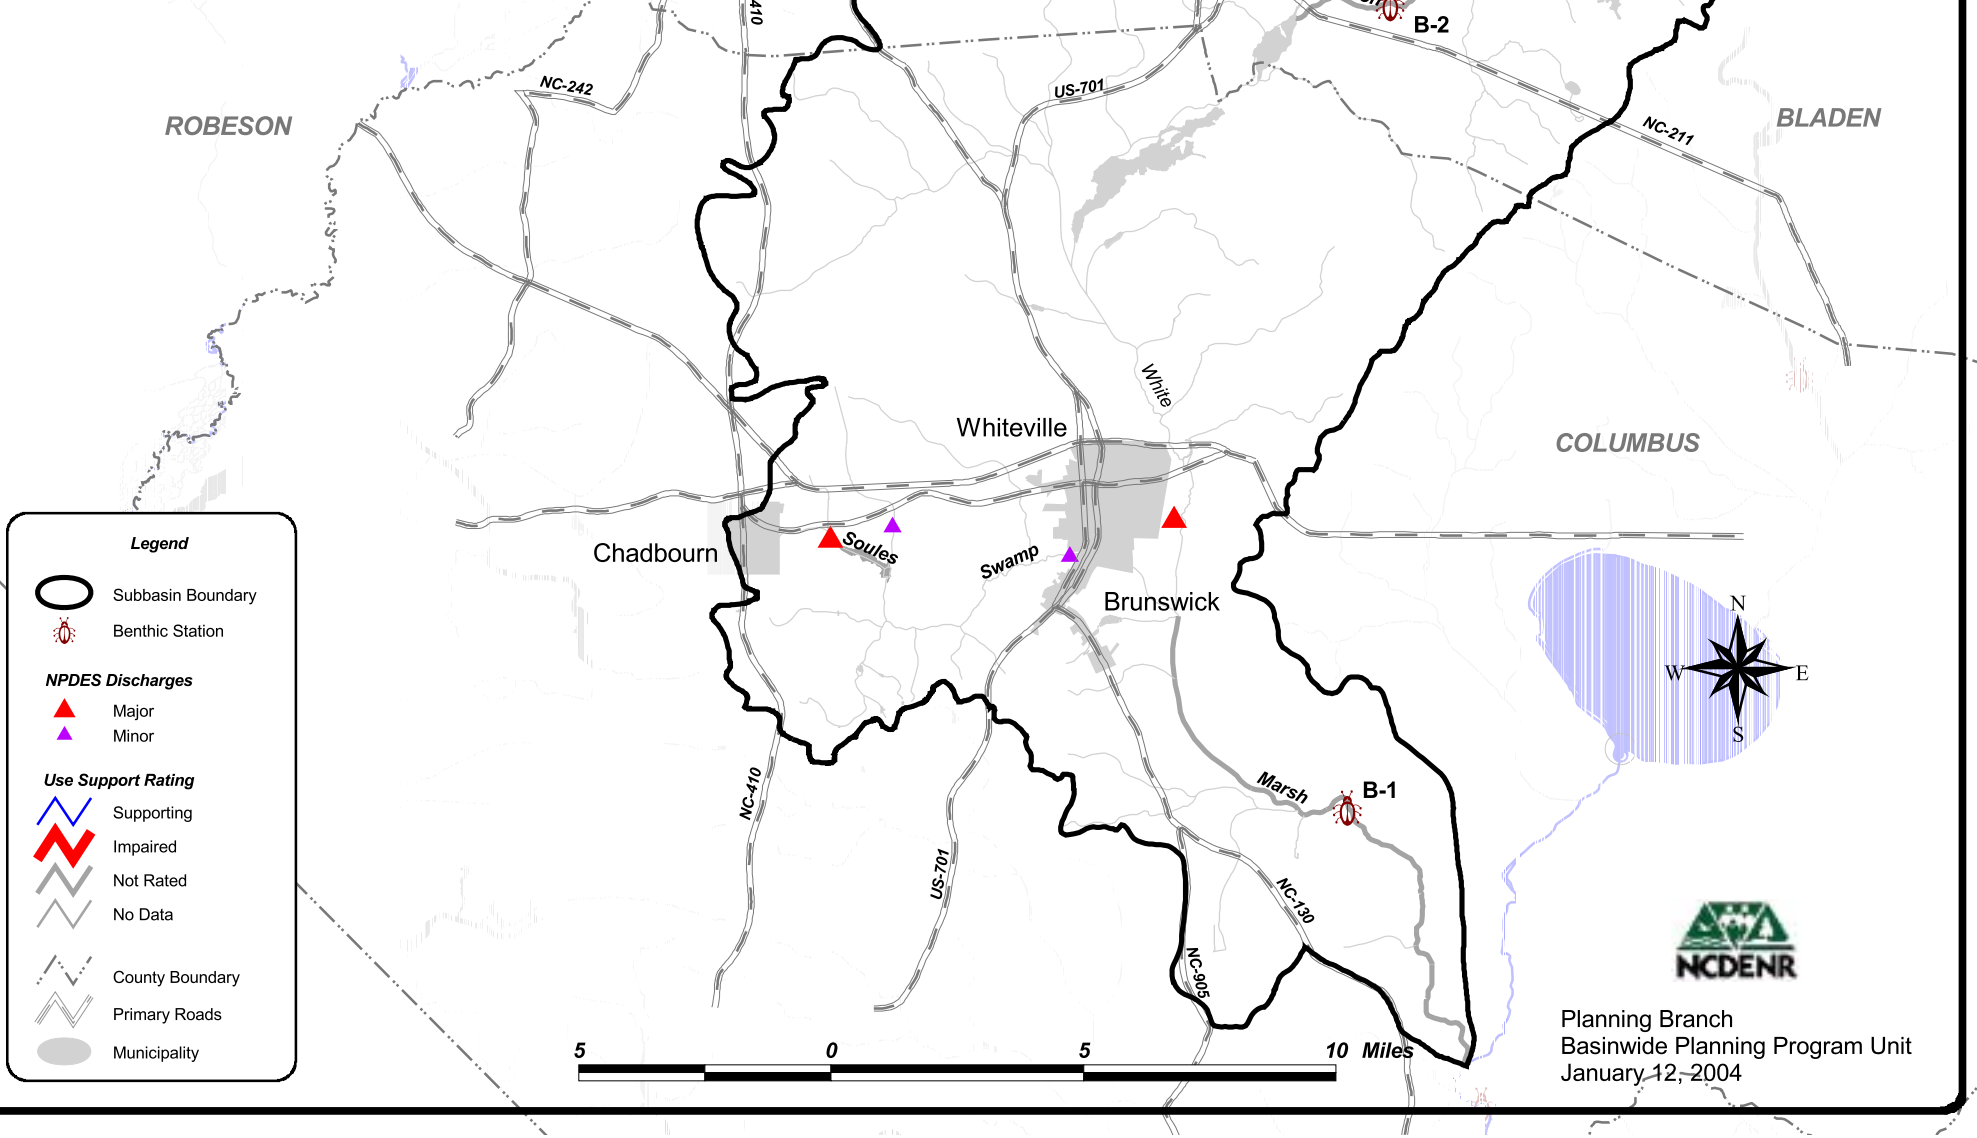 410
B-2
NC-242
US-701
ROBESON
BLADEN
NC-211
White
Whiteville
COLUMBUS
Chadbourn
Soules
Swamp
Brunswick
Marsh
B-1
NC-410
US-701
NC-130
NC-905
N
W
E
S
Legend
Subbasin Boundary
Benthic Station
NPDES Discharges
Major
Minor
Use Support Rating
Supporting
Impaired
Not Rated
No Data
County Boundary
Primary Roads
Municipality
5 0 5 10 Miles
NCDENR
Planning Branch
Basinwide Planning Program Unit
January 12, 2004